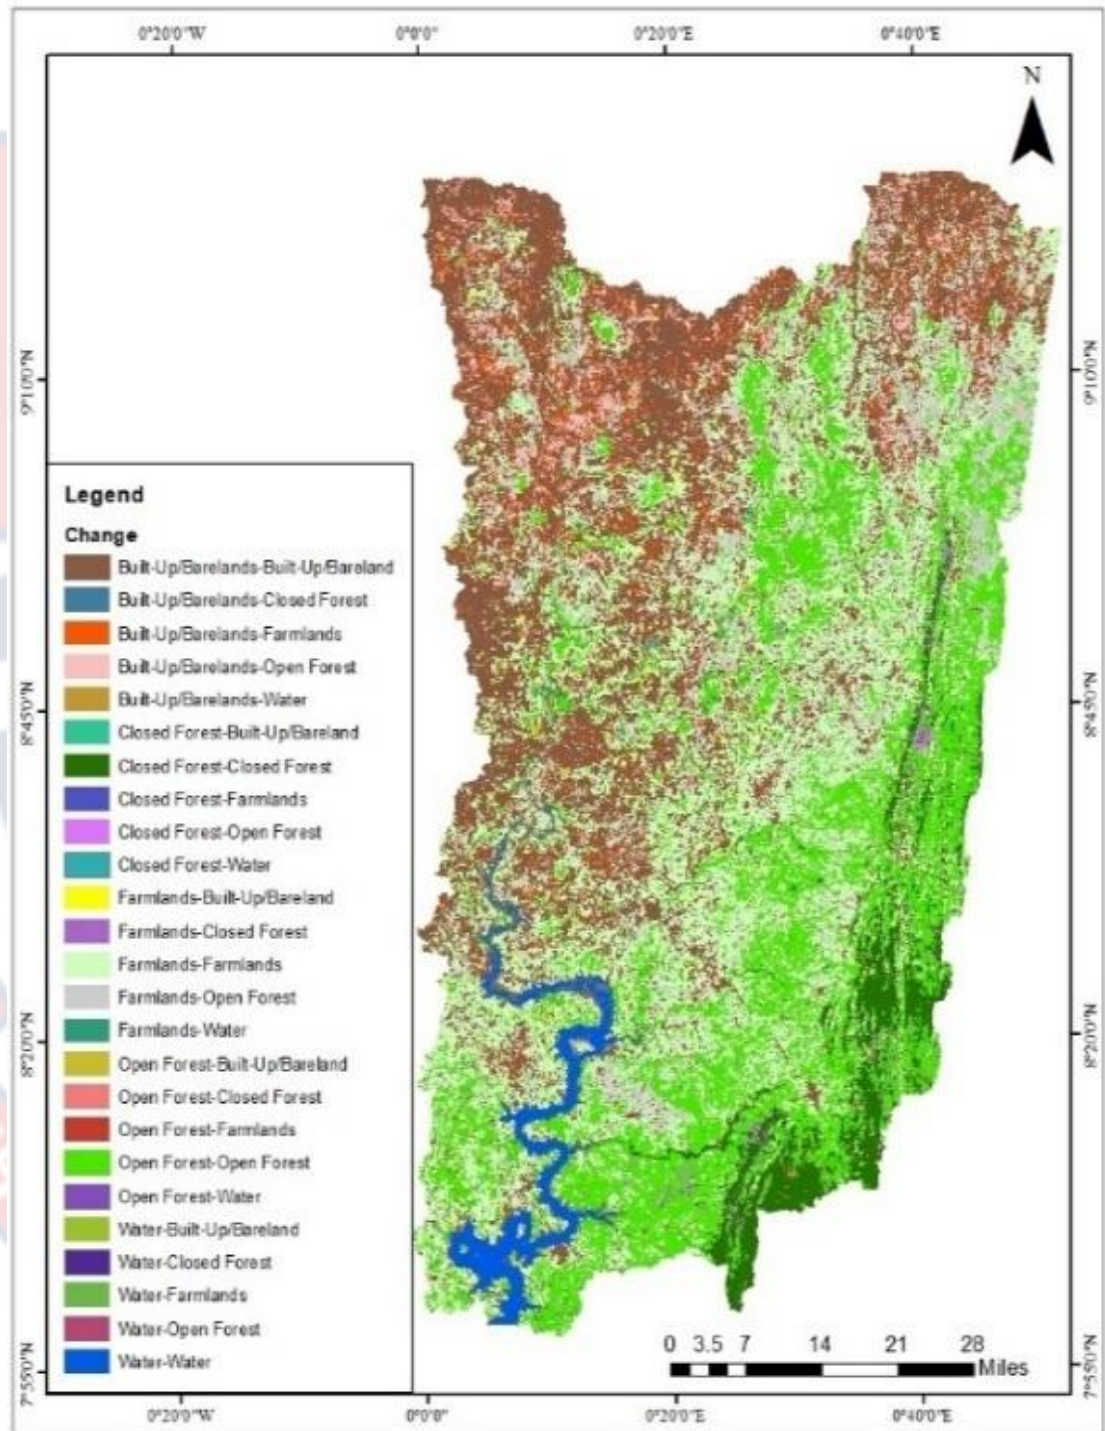 0°20'0"W 0°0'0" 0°20'0"E 0°40'0"E
N
9°10'0"N 9°10'0"N
Legend
Change
Built-Up/Barelands-Built-Up/Bareland
Built-Up/Barelands-Closed Forest
Built-Up/Barelands-Farmlands
Built-Up/Barelands-Open Forest
Built-Up/Barelands-Water
8°45'0"N 8°45'0"N
Closed Forest-Built-Up/Bareland
Closed Forest-Closed Forest
Closed Forest-Farmlands
Closed Forest-Open Forest
Closed Forest-Water
Farmlands-Built-Up/Bareland
Farmlands-Closed Forest
Farmlands-Farmlands
Farmlands-Open Forest
Farmlands-Water
8°20'0"N 8°20'0"N
Open Forest-Built-Up/Bareland
Open Forest-Closed Forest
Open Forest-Farmlands
Open Forest-Open Forest
Open Forest-Water
Water-Built-Up/Bareland
Water-Closed Forest
Water-Farmlands
Water-Open Forest
Water-Water
0 3.5 7 14 21 28
Miles
7°55'0"N 7°55'0"N
0°20'0"W 0°0'0" 0°20'0"E 0°40'0"E